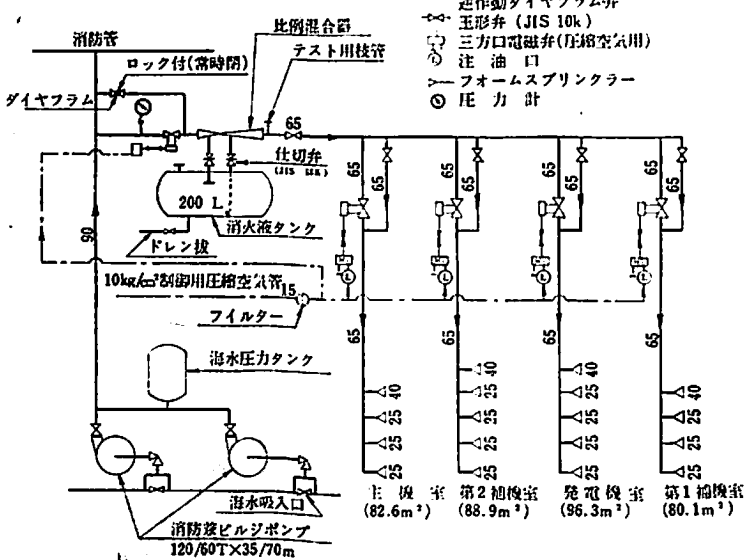 逆作動ダイヤフラム弁
玉形弁 (JIS 10k)
三方口電磁弁(圧縮空気用)
注油口
フォームスプリンクラー
圧力計
消防管
比例混合器
テスト用枝管
ロック付(常時閉)
ダイヤフラム
65
仕切弁
200 L
消火液タンク
ドレン抜
90
10kg/cm²制御用圧縮空気管
15
フイルター
海水圧力タンク
海水吸入口
消防兼ビルジポンプ
120/60T×35/70m
65
65
65
65
65
65
65
65
L
L
L
L
65
65
65
65
40
25
25
25
40
25
25
25
25
40
25
25
25
25
40
25
25
25
主機室
(82.6m²)
第2補機室
(88.9m²)
発電機室
(96.3m²)
第1補機室
(80.1m²)